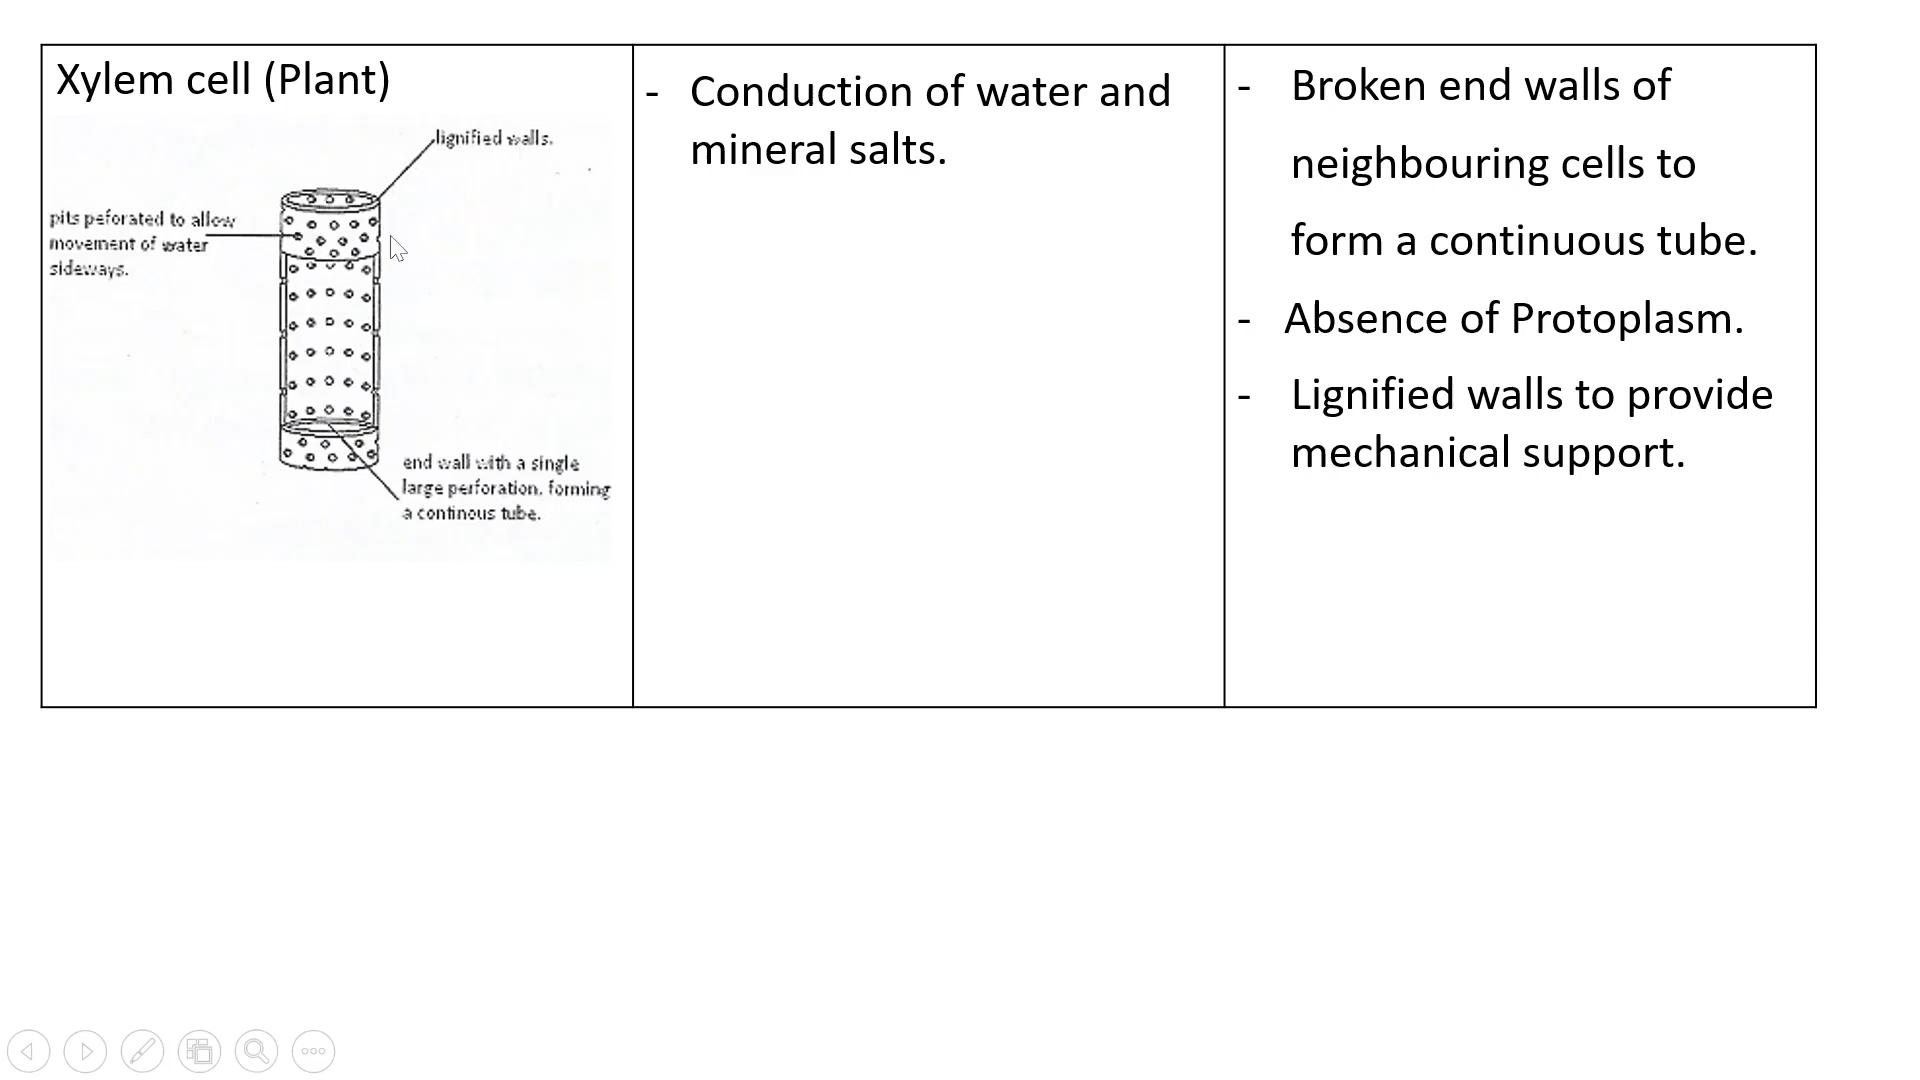 Xylem cell (Plant)
lignified walls.
pits peforated to allow
movement of water
sideways.
end wall with a single
large perforation, forming
a continous tube.
- Conduction of water and
mineral salts.
- Broken end walls of
neighbouring cells to
form a continuous tube.
- Absence of Protoplasm.
- Lignified walls to provide
mechanical support.